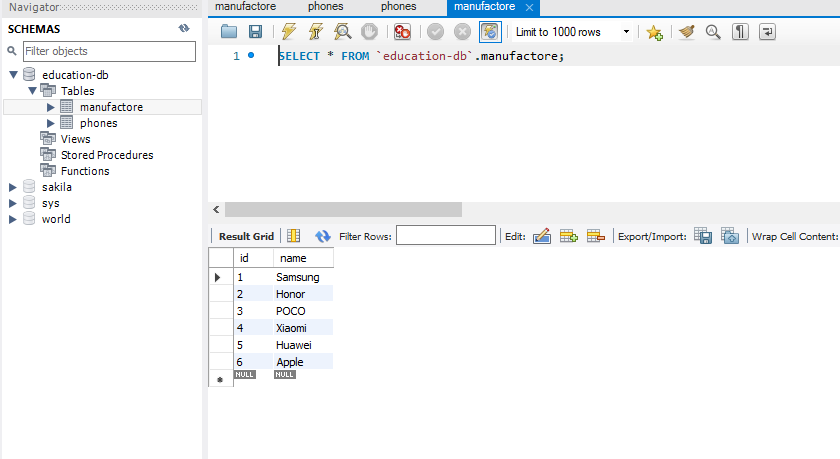 Navigator
SCHEMAS
Filter objects
education-db
Tables
manufactore
phones
Views
Stored Procedures
Functions
sakila
sys
world
manufactore phones phones manufactore
Limit to 1000 rows
1 SELECT * FROM `education-db`.manufactore;
Result Grid Filter Rows: Edit: Export/Import: Wrap Cell Content:
id name
1 Samsung
2 Honor
3 POCO
4 Xiaomi
5 Huawei
6 Apple
NULL NULL